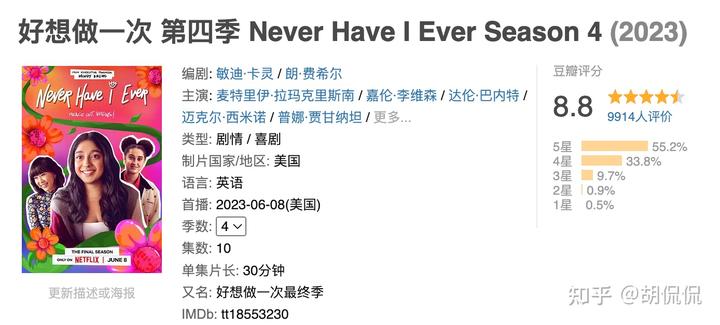 好想做一次 第四季 Never Have I Ever Season 4 (2023)
FROM EXECUTIVE PRODUCER
MINDY KALING
Never Have I Ever
PEACE OUT, VIRGINS!
THE FINAL SEASON
ONLY ON NETFLIX | JUNE 8
更新描述或海报
编剧: 敏迪·卡灵 / 朗·费希尔
主演: 麦特里伊·拉玛克里斯南 / 嘉伦·李维森 / 达伦·巴内特 /
迈克尔·西米诺 / 普娜·贾甘纳坦 / 更多...
类型: 剧情 / 喜剧
制片国家/地区: 美国
语言: 英语
首播: 2023-06-08(美国)
季数: 4
集数: 10
单集片长: 30分钟
又名: 好想做一次最终季
IMDb: tt18553230
豆瓣评分
8.8
9914人评价
5星 55.2%
4星 33.8%
3星 9.7%
2星 0.9%
1星 0.5%
知乎 @胡侃侃